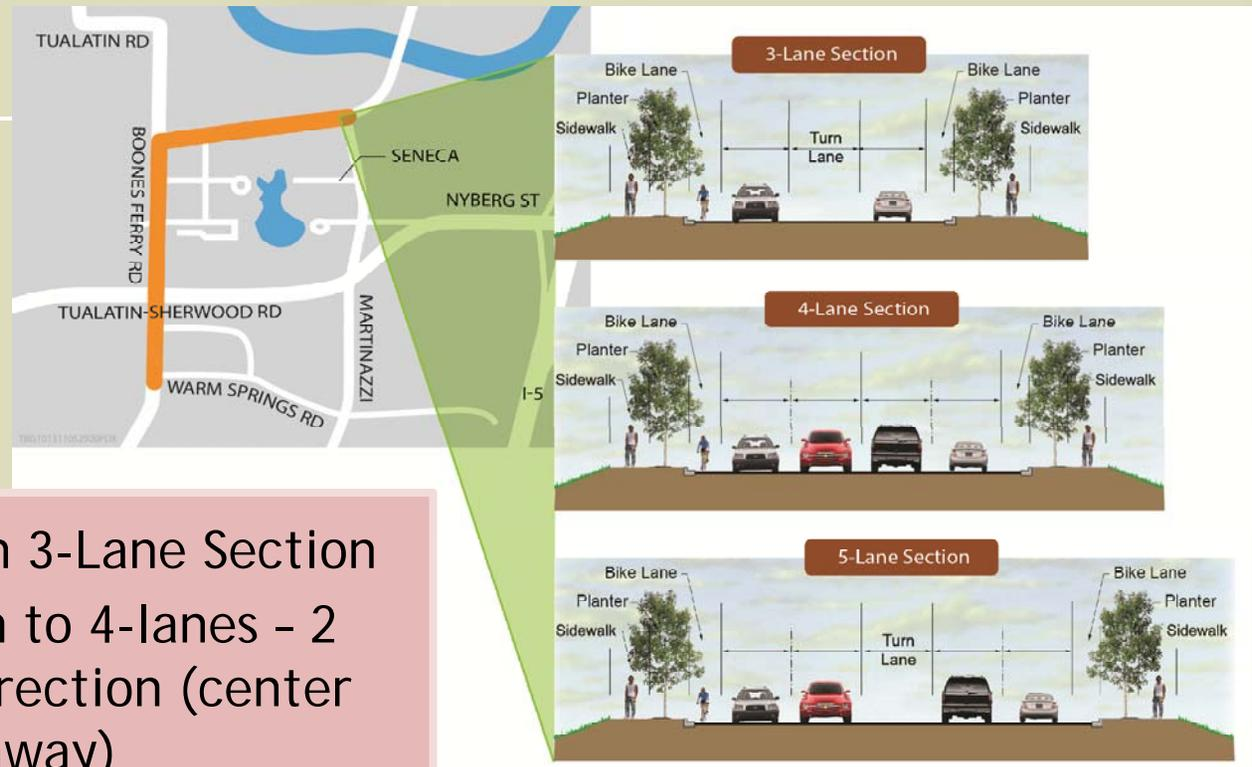 TUALATIN RD
BOONES FERRY RD
SENECA
NYBERG ST
TUALATIN-SHERWOOD RD
MARTINAZZI
WARM SPRINGS RD
I-5
3-Lane Section
Bike Lane
Bike Lane
Planter
Planter
Sidewalk
Sidewalk
Turn
Lane
4-Lane Section
Bike Lane
Bike Lane
Planter
Planter
Sidewalk
Sidewalk
5-Lane Section
Bike Lane
Bike Lane
Planter
Planter
Sidewalk
Sidewalk
Turn
Lane
3-Lane Section
to 4-lanes – 2
(center